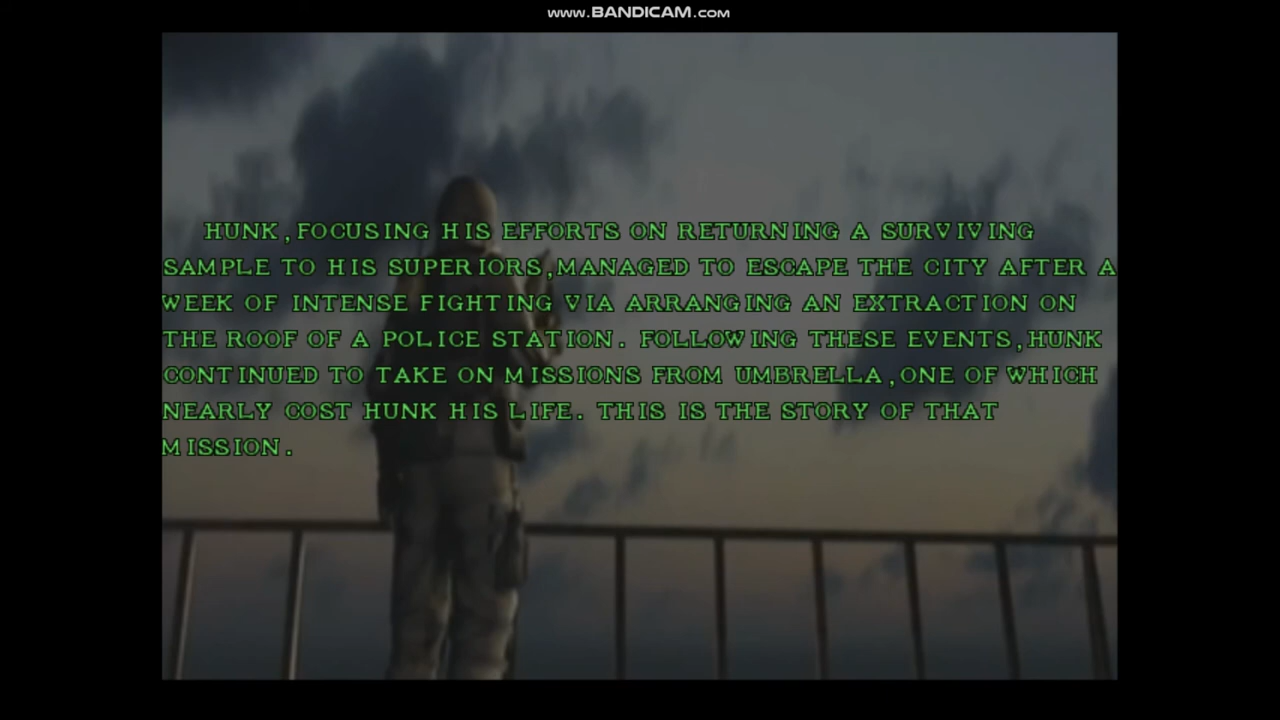 www.BANDICAM.com
HUNK,FOCUSING HIS EFFORTS ON RETURNING A SURVIVING
SAMPLE TO HIS SUPERIORS,MANAGED TO ESCAPE THE CITY AFTER A
WEEK OF INTENSE FIGHTING VIA ARRANGING AN EXTRACTION ON
THE ROOF OF A POLICE STATION. FOLLOWING THESE EVENTS,HUNK
CONTINUED TO TAKE ON MISSIONS FROM UMBRELLA,ONE OF WHICH
NEARLY COST HUNK HIS LIFE. THIS IS THE STORY OF THAT
MISSION.